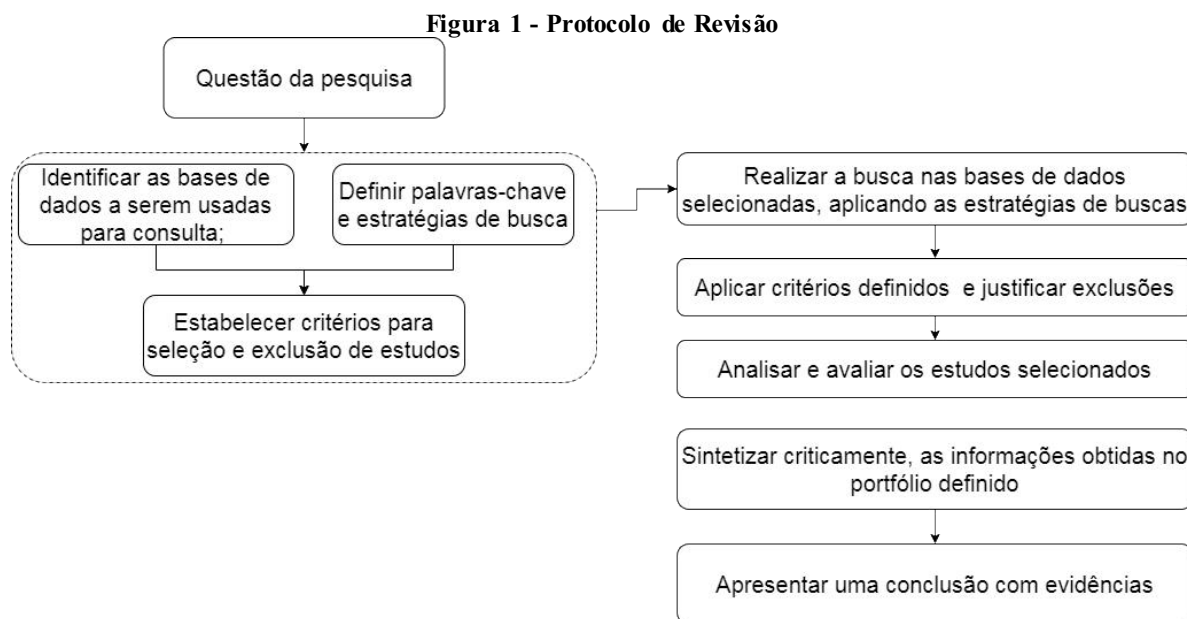 Figura 1 - Protocolo de Revisão
Questão da pesquisa
Identificar as bases de
dados a serem usadas
para consulta;
Definir palavras-chave
e estratégias de busca
Estabelecer critérios para
seleção e exclusão de estudos
Realizar a busca nas bases de dados
selecionadas, aplicando as estratégias de buscas
Aplicar critérios definidos e justificar exclusões
Analisar e avaliar os estudos selecionados
Sintetizar criticamente, as informações obtidas no
portfólio definido
Apresentar uma conclusão com evidências